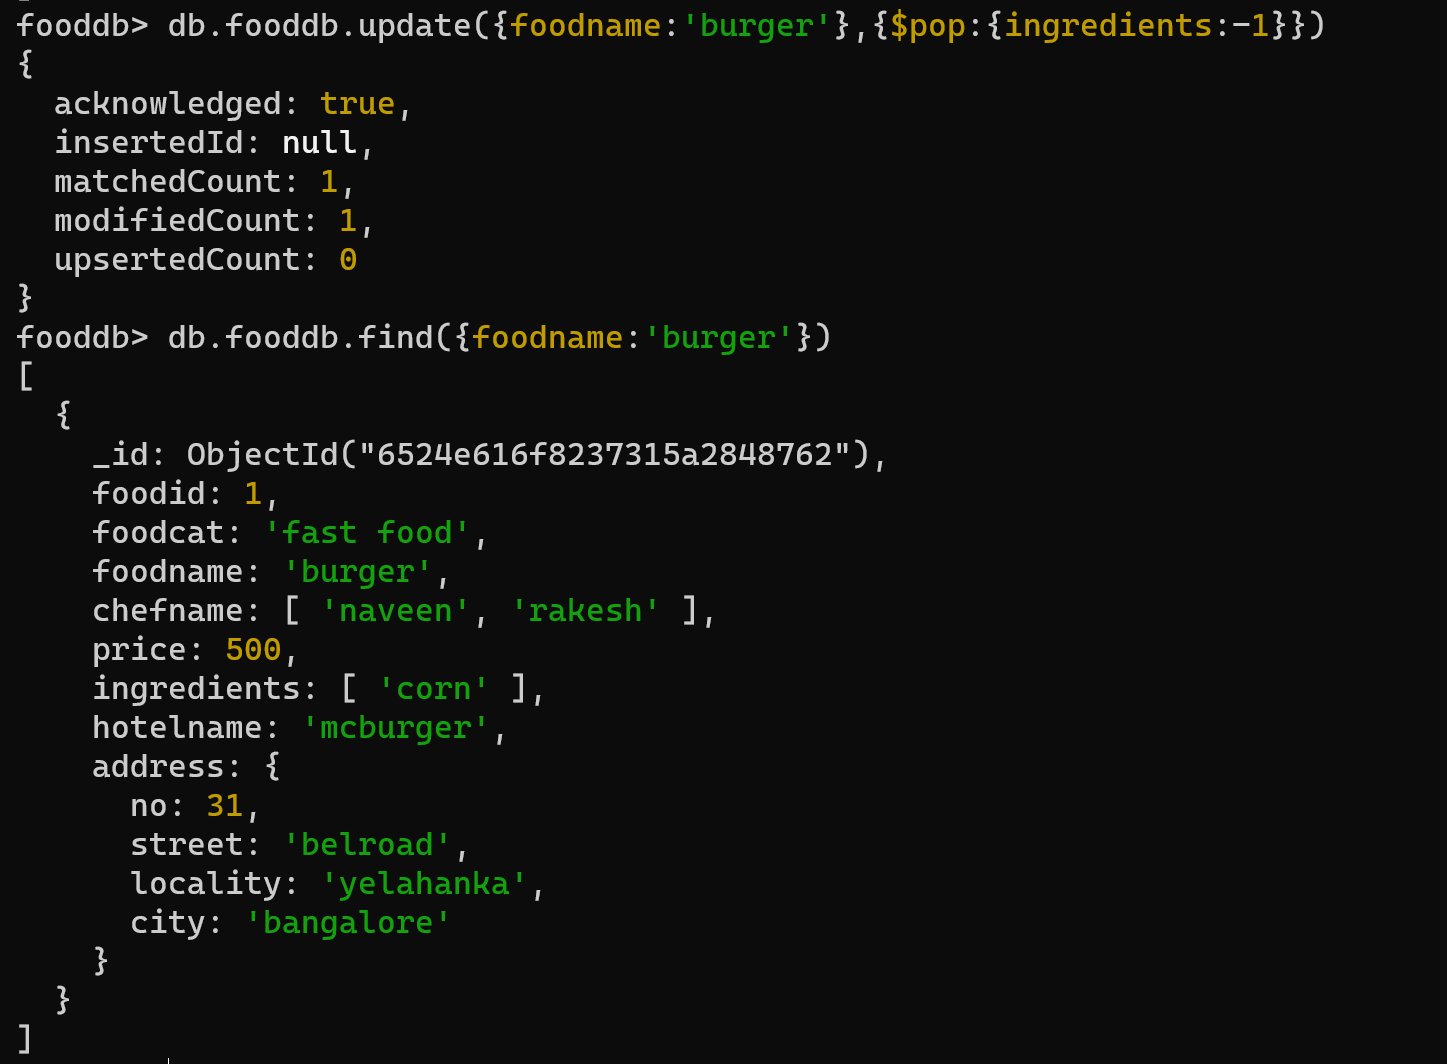 fooddb> db.fooddb.update({foodname:'burger'},{$pop:{ingredients:-1}})
{
  acknowledged: true,
  insertedId: null,
  matchedCount: 1,
  modifiedCount: 1,
  upsertedCount: 0
}
fooddb> db.fooddb.find({foodname:'burger'})
[
  {
    _id: ObjectId("6524e616f8237315a2848762"),
    foodid: 1,
    foodcat: 'fast food',
    foodname: 'burger',
    chefname: [ 'naveen', 'rakesh' ],
    price: 500,
    ingredients: [ 'corn' ],
    hotelname: 'mcburger',
    address: {
      no: 31,
      street: 'belroad',
      locality: 'yelahanka',
      city: 'bangalore'
    }
  }
]